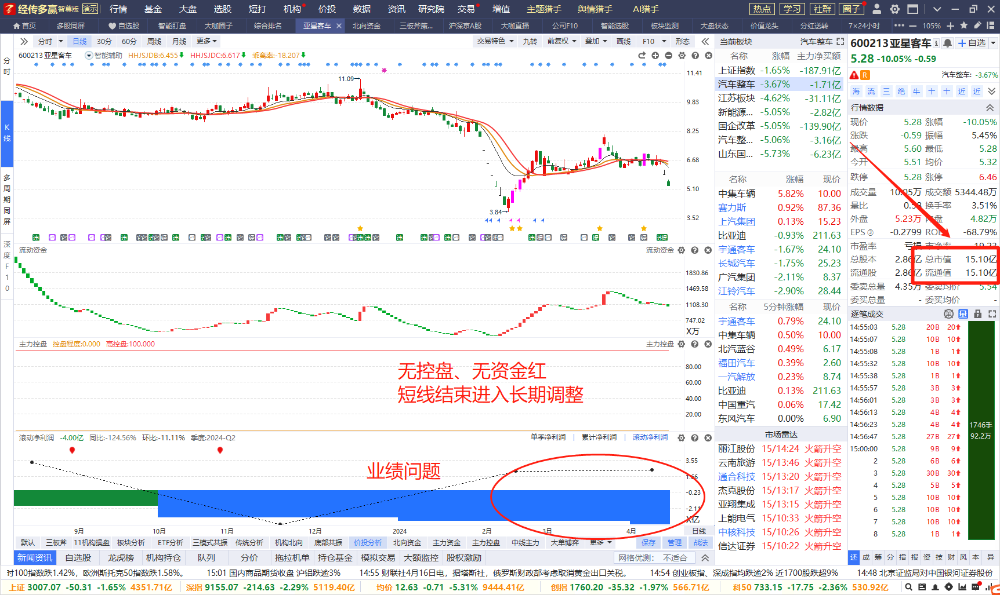 经传多赢 智尊版 演示 行情 基金 大盘 选股 短打 机构 价投 数据 资讯 研究院 交易 增值 主题猎手 舆情猎手 AI猎手 热点 学习 社群 圈子
首页 多股同屏 自选股 智能盯盘 大咖圈子 综合排名 亚星客车 北向资金 三板斧策... 沪深京A股 大咖直播 公司F10 智能选股 板块监测 大盘状态 价值龙头 分红送转 7×24小时 105%
分时 日线 30分 60分 周线 月线 更多 交易特色 九转 前复权 叠加 画线 F10 形态
600213 亚星客车 智能辅助 HHJSJDB:6.455 HHJSJDC:6.617 乖离率:-18.207
分时
K线
多周期同屏
深度F10
11.41
9.83
8.25
6.68
5.10
3.52
11.09
3.84
流动资金 流动资金
1830.86
1469.58
1108.30
747.02
X万
主力控盘 控盘程度:0.000 高控盘:100.000 主力控盘
80.00
60.00
40.00
20.00
无控盘、无资金红
短线结束进入长期调整
滚动净利润 -4.00亿 同比:-124.56% 环比:-11.11% 季度:2024-Q2 单季净利润 | 累计净利润 | 滚动净利润
业绩问题
3.55
1.66
-0.23
-2.11
X亿
9月 10月 11月 12月 2024 2月 3月 4月 日线
默认 三板斧 11机构操盘 板块分析 ETF分析 三模式共振 传统分析 机构北向 底部共振 价投分析 北向资金 主力资金 主力控盘 中线主力 大单博弈 更多 保存 管理 战法
新闻资讯 自选股 龙虎榜 机构持仓 队列 分价 拖拉机单 持仓基金 模拟交易 大额监控 股权激励 网格优测: 不适合
当前板块 汽车整车
名称 涨幅 主力净买额
上证指数 -1.65% -187.91亿
汽车整车 -3.67% -1.71亿
江苏板块 -4.62% -31.11亿
新能源... -5.05% -2.82亿
国企改革 -5.05% -139.90亿
汽车整... -5.06% -3.16亿
山东国... -5.73% -6.23亿
名称 涨幅 现价
中集车辆 5.82% 10.00
赛力斯 0.92% 87.36
上汽集团 0.13% 15.23
比亚迪 -0.93% 211.63
宇通客车 -1.67% 24.10
长城汽车 -1.75% 25.23
广汽集团 -2.11% 8.37
江铃汽车 -2.90% 28.44
名称 5分钟涨幅 现价
宇通客车 0.79% 24.10
中集车辆 0.50% 10.00
北汽蓝谷 0.49% 6.17
福田汽车 0.39% 2.60
一汽解放 0.23% 8.74
比亚迪 0.13% 211.63
中国重汽 0.06% 17.42
东风汽车 0.00% 6.90
市场雷达
丽江股份 15/14:24 火箭升空
云南旅游 15/13:46 火箭升空
通合科技 15/13:20 火箭升空
杰克股份 15/13:17 火箭升空
亚翔集成 15/13:15 火箭升空
上能电气 15/10:33 火箭升空
中核科技 15/10:26 火箭升空
信达证券 15/10:22 火箭升空
600213 亚星客车 自选
5.28 -10.05% -0.59
R 汽车整车: -3.67%
海 流 三 绝 牛 十 十 近 近
行情数据
现价 5.28 涨幅 -10.05%
涨跌 -0.59 振幅 5.45%
最高 5.60 最低 5.28
今开 5.51 均价 5.32
跌停 5.28 涨停 6.46
成交量 10.05万 成交额 5344.48万
量比 0.58 换手率 3.51%
外盘 5.23万 内盘 4.82万
EPS③ -0.2799 ROE -68.79%
市盈率 亏损 市净率 19.23
总股本 2.86亿 总市值 15.10亿
流通股 2.86亿 流通值 15.10亿
委卖总量 4.35万 委卖均价 5.54
委买总量 - 委买均价 -
逐笔成交
14:55:03 5.28 20B 20
14:55:07 5.28 10B 10
14:55:08 5.28 1B 1
14:55:32 5.28 10B 10
14:55:38 5.28 1B 1
14:55:57 5.28 3B 3
14:56:01 5.28 3B 3
14:56:13 5.28 4B 4
14:56:23 5.28 4B 4
14:56:47 5.28 27B 27
15:00:00 5.28 9B 9
2 5.28 6B 6
3 5.28 30B 30
4 5.28 5B 5
5 5.28 10B 10
6 5.28 10B 10
7 5.28 10B 10
8 5.28 1B 1
1746手
92.2万
还 成 筹 分 指 报 资 技 财 风 本 异
时100指数跌1.42%，欧洲斯托克50指数跌1.58%。 15:01 国内商品期货收盘 沪铝跌逾3% 14:55 财联社4月16日电，据塔斯社，俄罗斯财政部考虑取消黄金出口关税。 14:54 创业板指、深成指均跌逾2% 近1700股跌超9% 14:48 北京证监局对中国银河证券股份
上证 3007.07 -50.31 -1.65% 4351.71亿 深指 9155.07 -214.63 -2.29% 5119.40亿 均价 12.63 -0.71 -5.31% 9444.41亿 创指 1760.20 -35.32 -1.97% 566.71亿 科50 733.15 -17.75 -2.36% 530.92亿